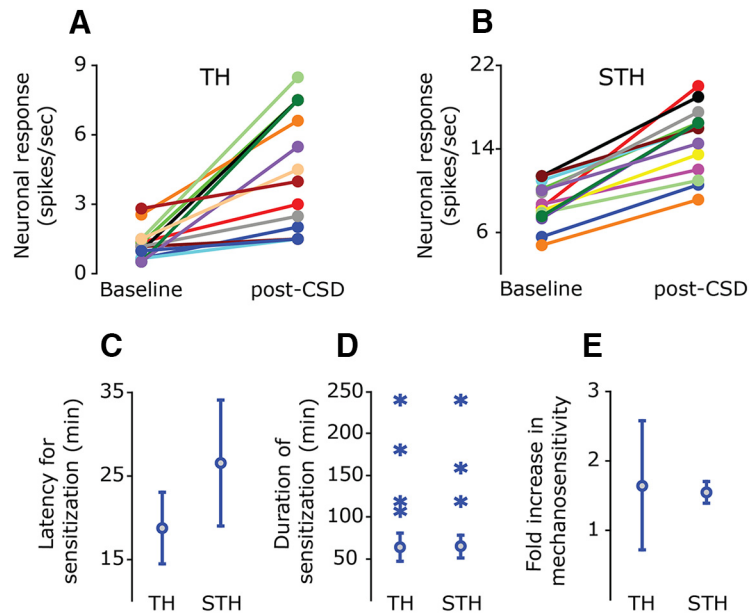 A
B
TH
STH
Neuronal response
(spikes/sec)
9
6
3
0
Baseline
post-CSD
Neuronal response
(spikes/sec)
22
14
6
Baseline
post-CSD
C
D
E
Latency for
sensitization (min)
35
25
15
TH
STH
Duration of
sensitization (min)
250
200
150
100
50
TH
STH
Fold increase in
mechanosensitivity
3
2
1
TH
STH